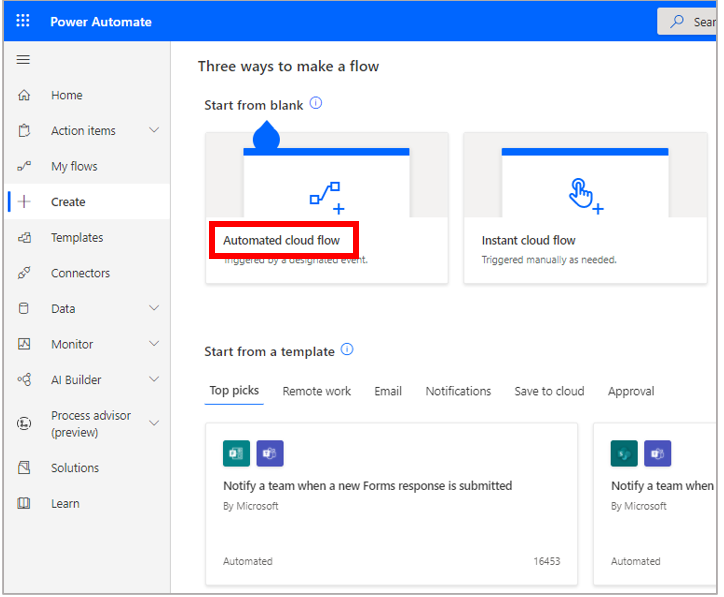 Power Automate
Sear
Three ways to make a flow
Home
Start from blank
Action items
My flows
Create
Templates
Connectors
Data
Monitor
AI Builder
Process advisor
(preview)
Solutions
Learn
Automated cloud flow
Triggered by a designated event.
Instant cloud flow
Triggered manually as needed.
Start from a template
Top picks Remote work Email Notifications Save to cloud Approval
Notify a team when a new Forms response is submitted
By Microsoft
Automated 16453
Notify a team when
By Microsoft
Automated